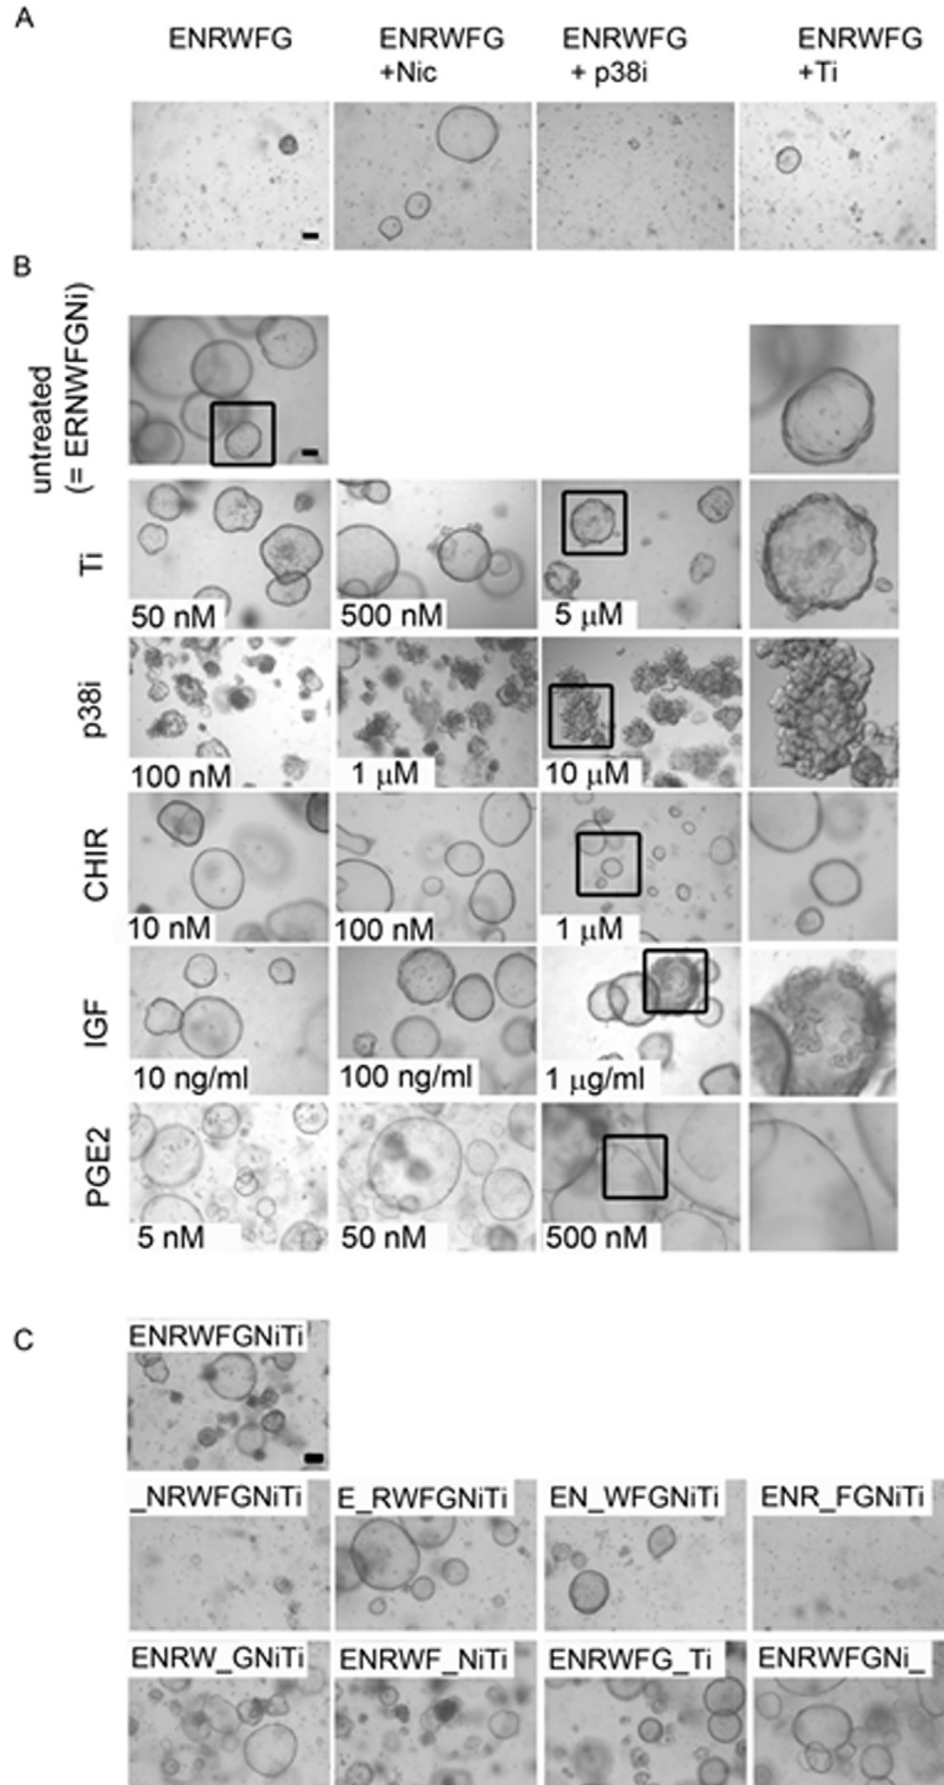 A
ENRWFG
ENRWFG
+Nic
ENRWFG
+ p38i
ENRWFG
+Ti
B
untreated
(= ERNWFGNi)
Ti
50 nM
500 nM
5 μM
p38i
100 nM
1 μM
10 μM
CHIR
10 nM
100 nM
1 μM
IGF
10 ng/ml
100 ng/ml
1 μg/ml
PGE2
5 nM
50 nM
500 nM
C
ENRWFGNiTi
_NRWFGNiTi
E_RWFGNiTi
EN_WFGNiTi
ENR_FGNiTi
ENRW_GNiTi
ENRWF_NiTi
ENRWFG_Ti
ENRWFGNi_